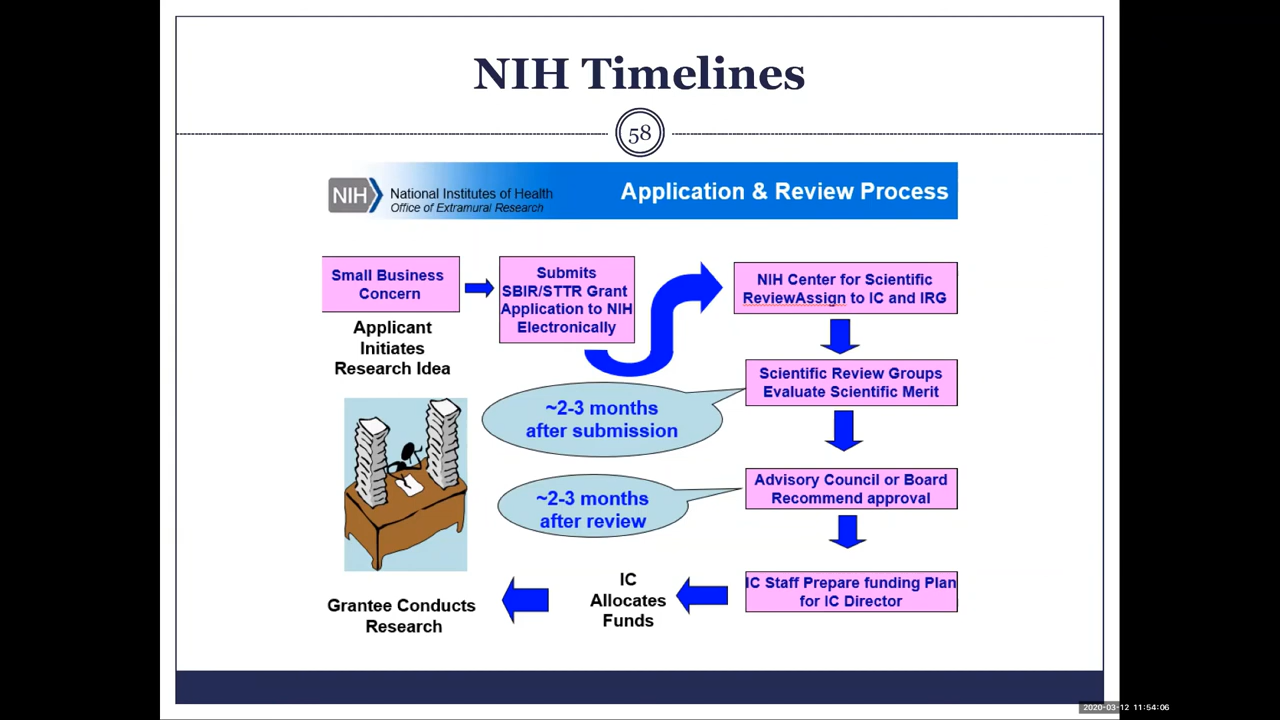 NIH Timelines
58
NIH
National Institutes of Health
Office of Extramural Research
Application & Review Process
Small Business
Concern
Applicant
Initiates
Research Idea
Submits
SBIR/STTR Grant
Application to NIH
Electronically
NIH Center for Scientific
ReviewAssign to IC and IRG
Scientific Review Groups
Evaluate Scientific Merit
~2-3 months
after submission
Advisory Council or Board
Recommend approval
~2-3 months
after review
IC Staff Prepare funding Plan
for IC Director
IC
Allocates
Funds
Grantee Conducts
Research
2020-03-12 11:54:06